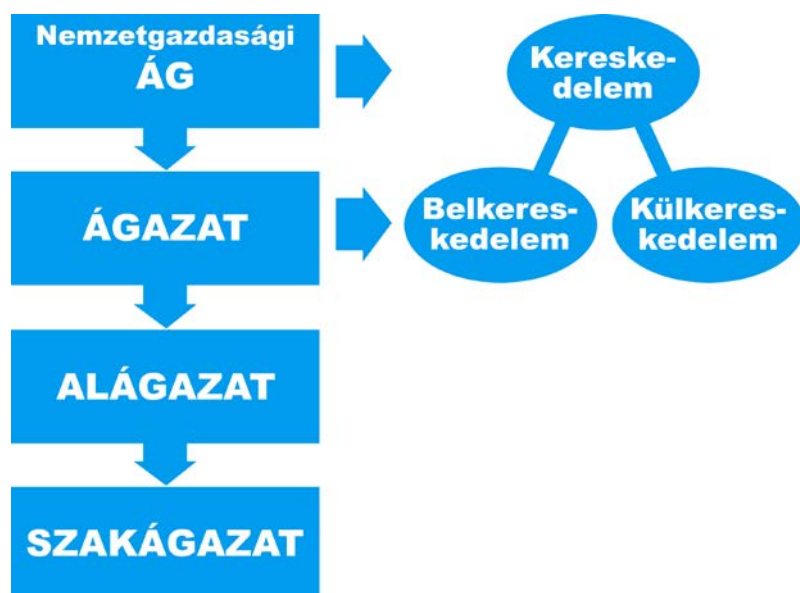 Nemzetgazdasági
ÁG
Kereske-
delem
ÁGAZAT
Belkeres-
kedelem
Külkeres-
kedelem
ALÁGAZAT
SZAKÁGAZAT